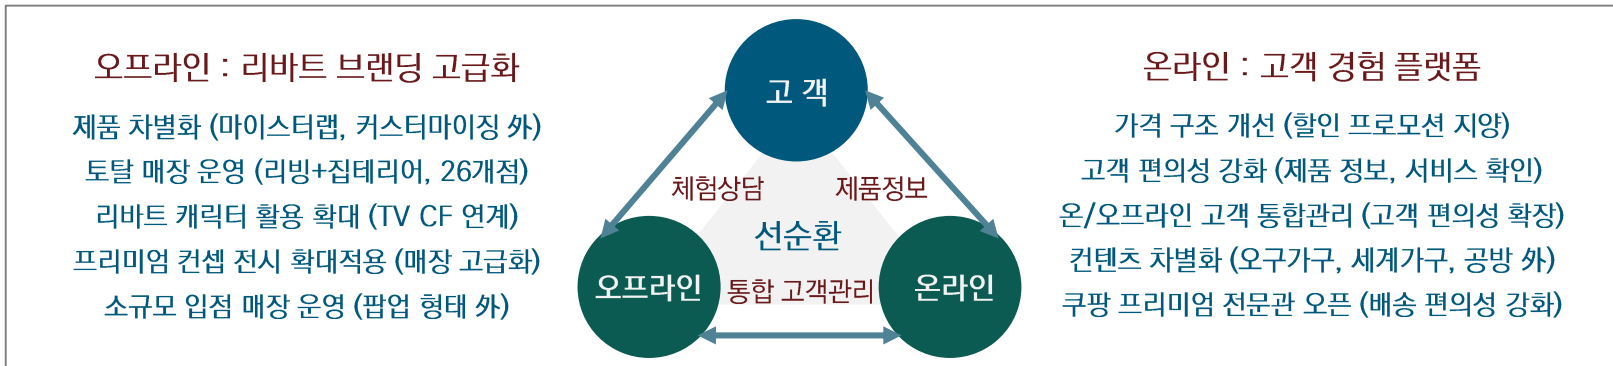 오프라인 : 리바트 브랜딩 고급화
제품 차별화 (마이스터랩, 커스터마이징 外)
토탈 매장 운영 (리빙+집테리어, 26개점)
리바트 캐릭터 활용 확대 (TV CF 연계)
프리미엄 컨셉 전시 확대적용 (매장 고급화)
소규모 입점 매장 운영 (팝업 형태 外)
고 객
체험상담
제품정보
선순환
오프라인
통합 고객관리
온라인
온라인 : 고객 경험 플랫폼
가격 구조 개선 (할인 프로모션 지양)
고객 편의성 강화 (제품 정보, 서비스 확인)
온/오프라인 고객 통합관리 (고객 편의성 확장)
컨텐츠 차별화 (오구가구, 세계가구, 공방 外)
쿠팡 프리미엄 전문관 오픈 (배송 편의성 강화)